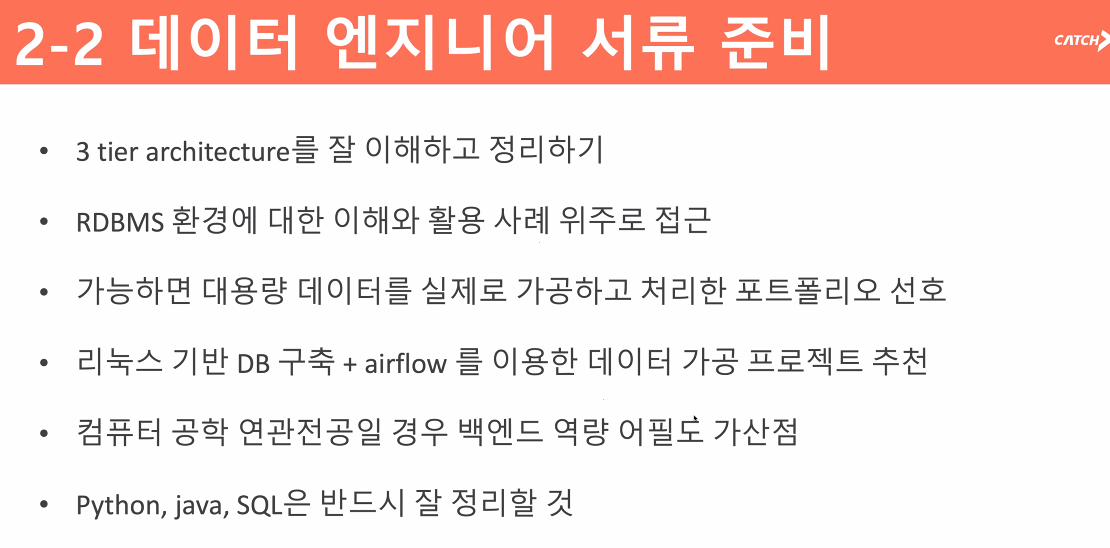 2-2 데이터 엔지니어 서류 준비
CATCH
• 3 tier architecture를 잘 이해하고 정리하기
• RDBMS 환경에 대한 이해와 활용 사례 위주로 접근
• 가능하면 대용량 데이터를 실제로 가공하고 처리한 포트폴리오 선호
• 리눅스 기반 DB 구축 + airflow 를 이용한 데이터 가공 프로젝트 추천
• 컴퓨터 공학 연관전공일 경우 백엔드 역량 어필도 가산점
• Python, java, SQL은 반드시 잘 정리할 것